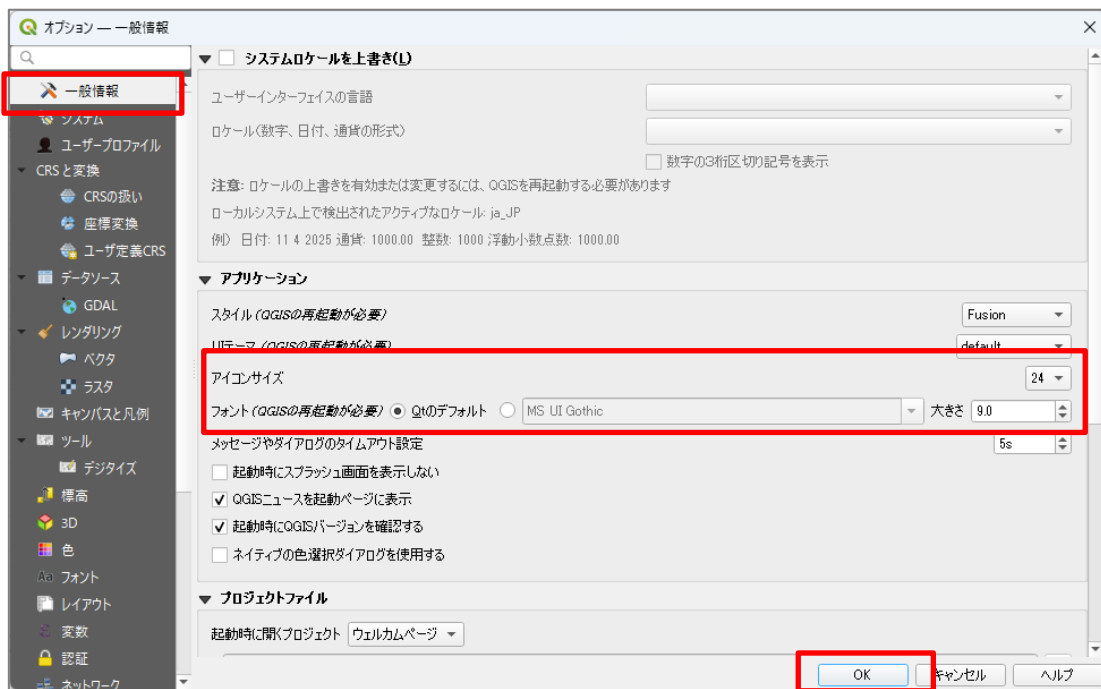 オプション — 一般情報
一般情報
システム
ユーザープロファイル
CRSと変換
CRSの扱い
座標変換
ユーザ定義CRS
データソース
GDAL
レンダリング
ベクタ
ラスタ
キャンバスと凡例
ツール
デジタイズ
標高
3D
色
Aa フォント
レイアウト
変数
認証
ネットワーク
システムロケールを上書き(L)
ユーザーインターフェイスの言語
ロケール(数字、日付、通貨の形式)
数字の3桁区切り記号を表示
注意: ロケールの上書きを有効または変更するには、QGISを再起動する必要があります
ローカルシステム上で検出されたアクティブなロケール: ja_JP
例) 日付: 11 4 2025 通貨: 1000.00 整数: 1000 浮動小数点数: 1000.00
アプリケーション
スタイル (QGISの再起動が必要) Fusion
UIテーマ (QGISの再起動が必要) default
アイコンサイズ 24
フォント (QGISの再起動が必要) Qtのデフォルト MS UI Gothic 大きさ 9.0
メッセージやダイアログのタイムアウト設定 5s
起動時にスプラッシュ画面を表示しない
QGISニュースを起動ページに表示
起動時にQGISバージョンを確認する
ネイティブの色選択ダイアログを使用する
プロジェクトファイル
起動時に開くプロジェクト ウェルカムページ
OK キャンセル ヘルプ